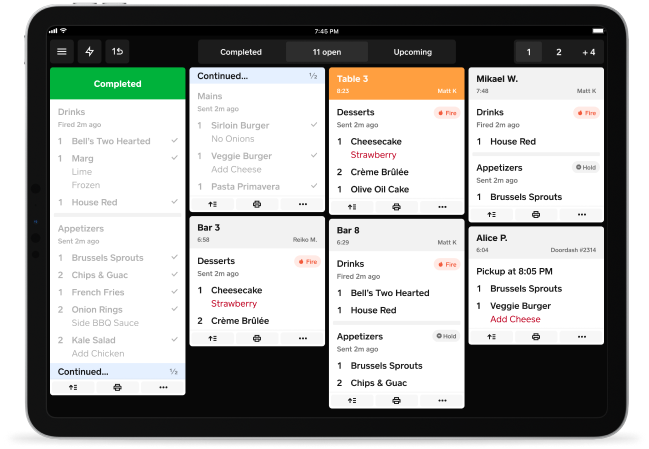 7:45 PM
1
Completed
11 open
Upcoming
1
2
+ 4
Completed
Drinks
Fired 2m ago
1 Bell's Two Hearted
1 Marg
Lime
Frozen
1 House Red
Appetizers
Sent 2m ago
1 Brussels Sprouts
2 Chips & Guac
1 French Fries
2 Onion Rings
Side BBQ Sauce
2 Kale Salad
Add Chicken
Continued... ½
Continued... ½
Mains
Sent 2m ago
1 Sirloin Burger
No Onions
1 Veggie Burger
Add Cheese
1 Pasta Primavera
Bar 3
6:58 Reiko M.
Desserts Fire
Sent 2m ago
1 Cheesecake
Strawberry
2 Crème Brûlée
Table 3
8:23 Matt K
Desserts Fire
Sent 2m ago
1 Cheesecake
Strawberry
2 Crème Brûlée
1 Olive Oil Cake
Bar 8
6:29 Matt K
Drinks Fire
Fired 2m ago
1 Bell's Two Hearted
1 House Red
Appetizers Hold
Sent 2m ago
1 Brussels Sprouts
2 Chips & Guac
Mikael W.
7:48 Matt K
Drinks Fire
Fired 2m ago
1 House Red
Appetizers Hold
Sent 2m ago
1 Brussels Sprouts
Alice P.
6:04 Doordash #2314
Pickup at 8:05 PM
1 Brussels Sprouts
1 Veggie Burger
Add Cheese